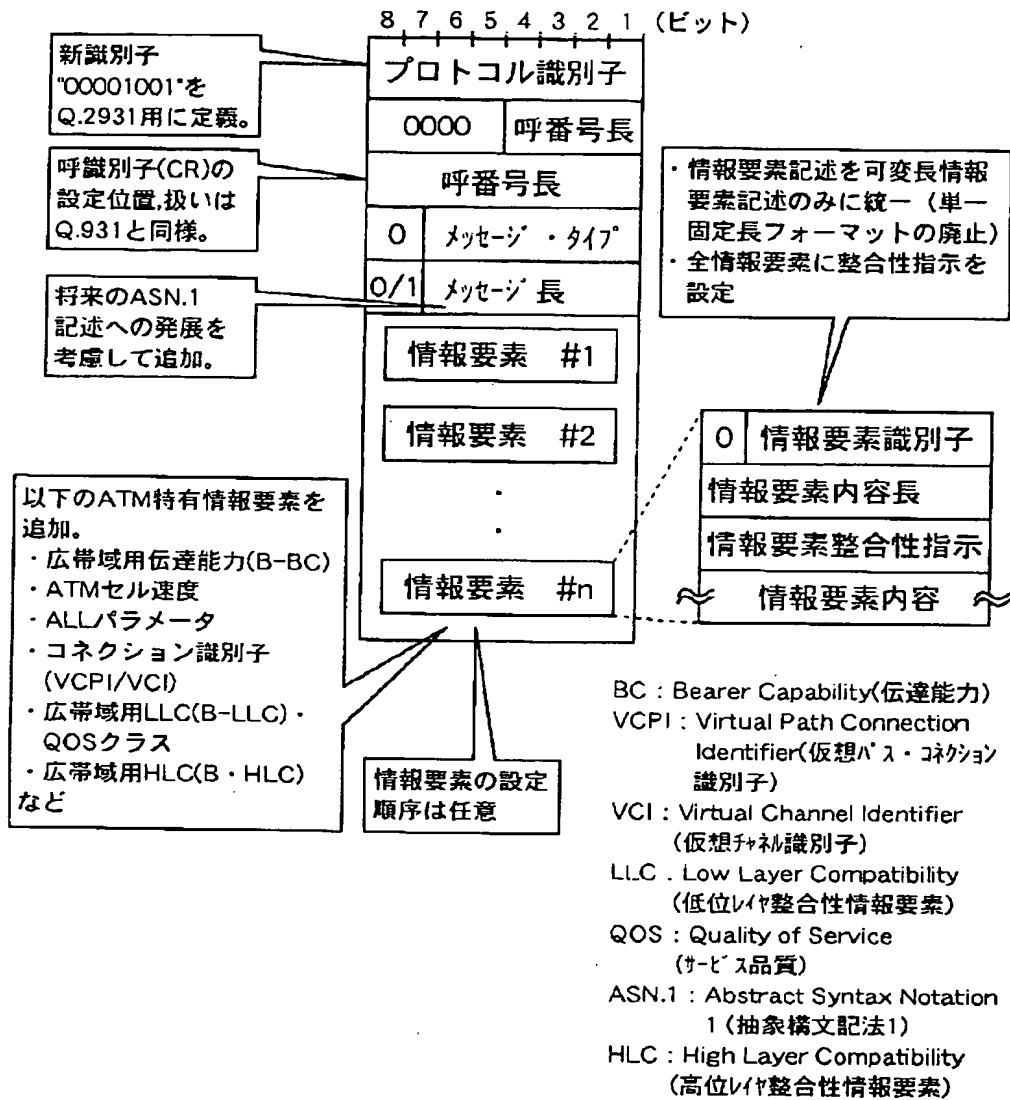 8 7 6 5 4 3 2 1 (ビット)
新識別子
"00001001"を
Q.2931用に定義。
プロトコル識別子
0000 呼番号長
呼識別子(CR)の
設定位置,扱いは
Q.931と同様。
呼番号長
0 メッセージ・タイプ
0/1 メッセージ長
将来のASN.1
記述への発展を
考慮して追加。
・情報要素記述を可変長情報
要素記述のみに統一(単一
固定長フォーマットの廃止)
・全情報要素に整合性指示を
設定
情報要素 #1
情報要素 #2
・
・
情報要素 #n
0 情報要素識別子
情報要素内容長
情報要素整合性指示
情報要素内容
以下のATM特有情報要素を
追加。
・広帯域用伝達能力(B-BC)
・ATMセル速度
・ALLパラメータ
・コネクション識別子
(VCPI/VCI)
・広帯域用LLC(B-LLC)・
QOSクラス
・広帯域用HLC(B・HLC)
など
情報要素の設定
順序は任意
BC : Bearer Capability(伝達能力)
VCPI : Virtual Path Connection
Identifier(仮想パス・コネクション
識別子)
VCI : Virtual Channel Identifier
(仮想チャネル識別子)
LLC : Low Layer Compatibility
(低位レイヤ整合性情報要素)
QOS : Quality of Service
(サービス品質)
ASN.1 : Abstract Syntax Notation
1(抽象構文記法1)
HLC : High Layer Compatibility
(高位レイヤ整合性情報要素)